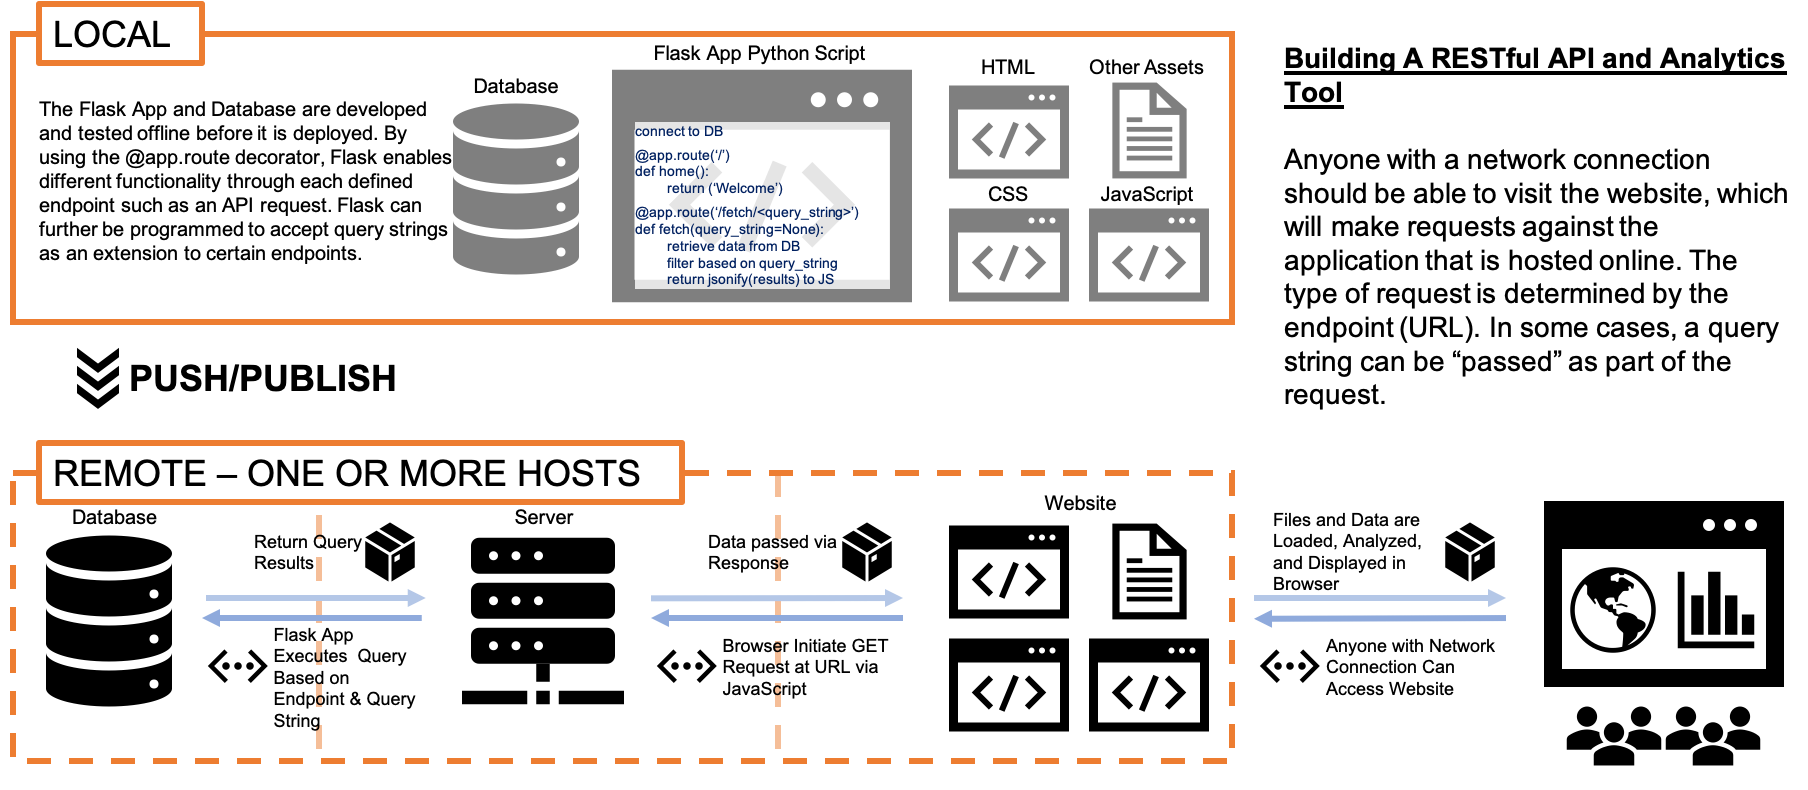 LOCAL
The Flask App and Database are developed
and tested offline before it is deployed. By
using the @app.route decorator, Flask enables
different functionality through each defined
endpoint such as an API request. Flask can
further be programmed to accept query strings
as an extension to certain endpoints.
Database
Flask App Python Script
connect to DB
@app.route(‘/’)
def home():
return (‘Welcome’)
@app.route(‘/fetch/<query_string>’)
def fetch(query_string=None):
retrieve data from DB
filter based on query_string
return jsonify(results) to JS
HTML
Other Assets
CSS
JavaScript
Building A RESTful API and Analytics
Tool
Anyone with a network connection
should be able to visit the website, which
will make requests against the
application that is hosted online. The
type of request is determined by the
endpoint (URL). In some cases, a query
string can be “passed” as part of the
request.
PUSH/PUBLISH
REMOTE – ONE OR MORE HOSTS
Database
Return Query
Results
Flask App
Executes Query
Based on
Endpoint & Query
String
Server
Data passed via
Response
Browser Initiate GET
Request at URL via
JavaScript
Website
Files and Data are
Loaded, Analyzed,
and Displayed in
Browser
Anyone with Network
Connection Can
Access Website